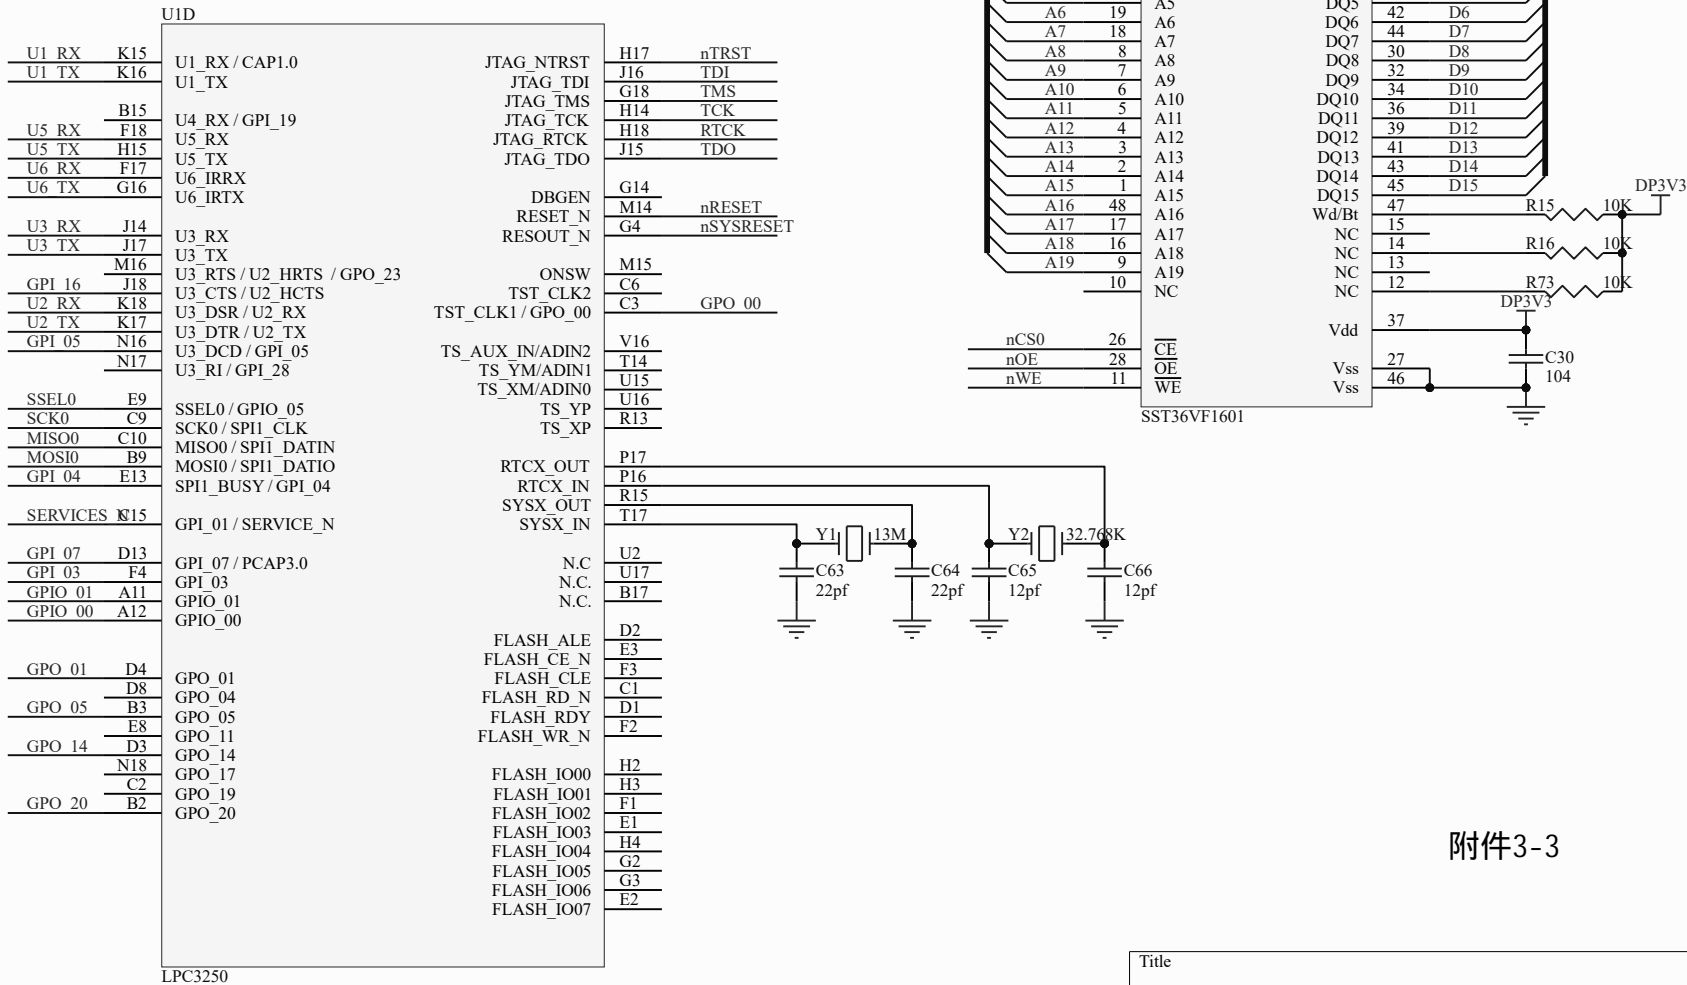 U1D
U1_RX K15 U1_RX / CAP1.0
U1_TX K16 U1_TX
B15 U4_RX / GPI_19
U5_RX F18 U5_RX
U5_TX H15 U5_TX
U6_RX F17 U6_IRRX
U6_TX G16 U6_IRTX
U3_RX J14 U3_RX
U3_TX J17 U3_TX
M16 U3_RTS / U2_HRTS / GPO_23
GPI_16 J18 U3_CTS / U2_HCTS
U2_RX K18 U3_DSR / U2_RX
U2_TX K17 U3_DTR / U2_TX
GPI_05 N16 U3_DCD / GPI_05
N17 U3_RI / GPI_28
SSEL0 E9 SSEL0 / GPIO_05
SCK0 C9 SCK0 / SPI1_CLK
MISO0 C10 MISO0 / SPI1_DATIN
MOSI0 B9 MOSI0 / SPI1_DATIO
GPI_04 E13 SPI1_BUSY / GPI_04
SERVICES_N C15 GPI_01 / SERVICE_N
GPI_07 D13 GPI_07 / PCAP3.0
GPI_03 F4 GPI_03
GPIO_01 A11 GPIO_01
GPIO_00 A12 GPIO_00
GPO_01 D4 GPO_01
D8 GPO_04
GPO_05 B3 GPO_05
E8 GPO_11
GPO_14 D3 GPO_14
N18 GPO_17
C2 GPO_19
GPO_20 B2 GPO_20
JTAG_NTRST H17 nTRST
JTAG_TDI J16 TDI
JTAG_TMS G18 TMS
JTAG_TCK H14 TCK
JTAG_RTCK H18 RTCK
JTAG_TDO J15 TDO
DBGEN G14
RESET_N M14 nRESET
RESOUT_N G4 nSYSRESET
ONSW M15
TST_CLK2 C6
TST_CLK1 / GPO_00 C3 GPO_00
TS_AUX_IN/ADIN2 V16
TS_YM/ADIN1 T14
TS_XM/ADIN0 U15
TS_YP U16
TS_XP R13
RTCX_OUT P17
RTCX_IN P16
SYSX_OUT R15
SYSX_IN T17
N.C U2
N.C. U17
N.C. B17
FLASH_ALE D2
FLASH_CE_N E3
FLASH_CLE F3
FLASH_RD_N C1
FLASH_RDY D1
FLASH_WR_N F2
FLASH_IO00 H2
FLASH_IO01 H3
FLASH_IO02 F1
FLASH_IO03 E1
FLASH_IO04 H4
FLASH_IO05 G2
FLASH_IO06 G3
FLASH_IO07 E2
LPC3250
Y1 13M
Y2 32.768K
C63 C64 C65 C66
22pf 22pf 12pf 12pf
A5 DQ5
A6 19 A6 DQ6 42 D6
A7 18 A7 DQ7 44 D7
A8 8 A8 DQ8 30 D8
A9 7 A9 DQ9 32 D9
A10 6 A10 DQ10 34 D10
A11 5 A11 DQ11 36 D11
A12 4 A12 DQ12 39 D12
A13 3 A13 DQ13 41 D13
A14 2 A14 DQ14 43 D14
A15 1 A15 DQ15 45 D15
A16 48 A16 Wd/Bt 47 R15 10K DP3V3
A17 17 A17 NC 15
A18 16 A18 NC 14 R16 10K
A19 9 A19 NC 13
10 NC NC 12 R73 10K
DP3V3
Vdd 37
nCS0 26 CE
nOE 28 OE Vss 27
nWE 11 WE Vss 46
C30
104
SST36VF1601
附件3-3
Title